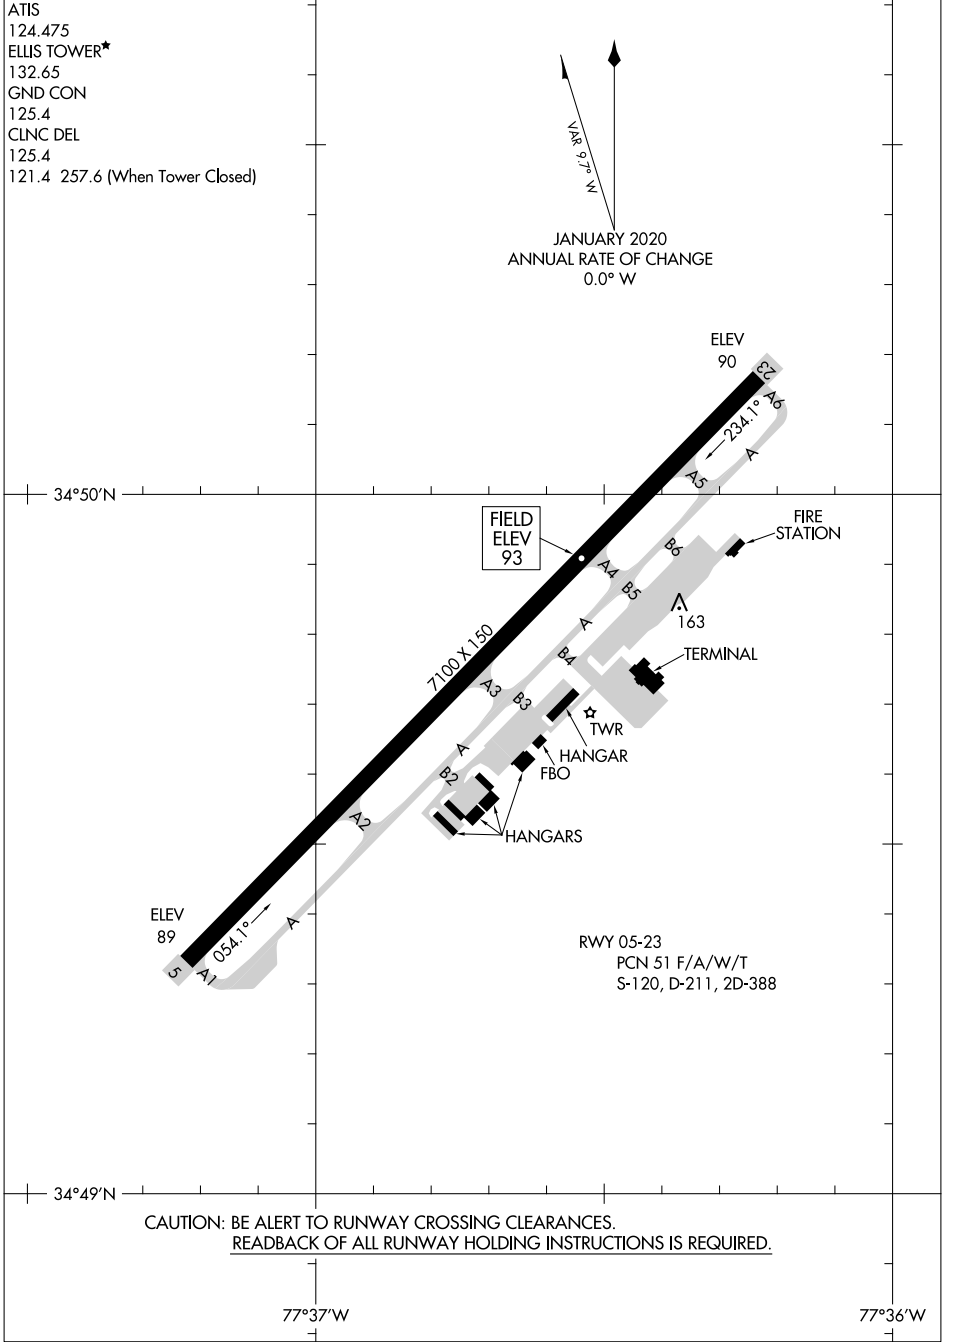 ATIS
124.475
ELLIS TOWER★
132.65
GND CON
125.4
CLNC DEL
125.4
121.4 257.6 (When Tower Closed)
VAR 9.7° W
JANUARY 2020
ANNUAL RATE OF CHANGE
0.0° W
ELEV
90
23
A6
234.1°
A
A5
34°50'N
FIELD
ELEV
93
FIRE
STATION
B6
A4
B5
163
A
7100 X 150
B4
TERMINAL
A3
B3
TWR
A
HANGAR
FBO
B2
A2
HANGARS
ELEV
89
054.1°
A
5
A1
RWY 05-23
PCN 51 F/A/W/T
S-120, D-211, 2D-388
34°49'N
CAUTION: BE ALERT TO RUNWAY CROSSING CLEARANCES.
READBACK OF ALL RUNWAY HOLDING INSTRUCTIONS IS REQUIRED.
77°37'W
77°36'W